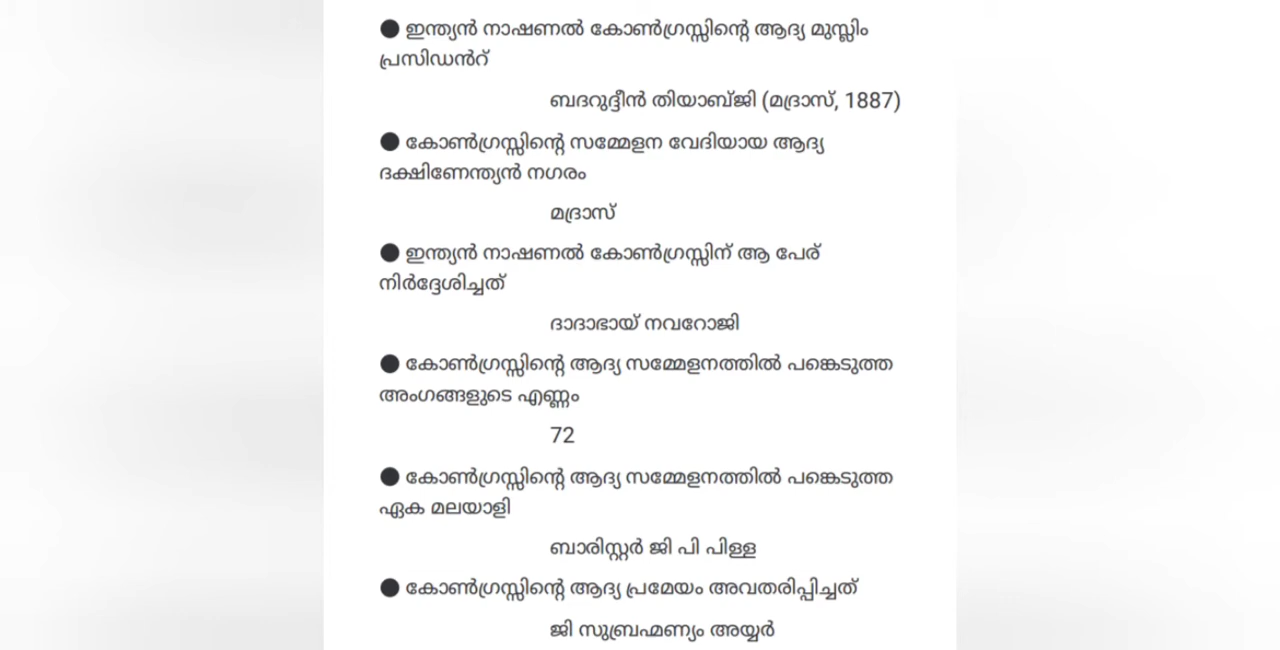 ● ഇന്ത്യൻ നാഷണൽ കോൺഗ്രസ്സിന്റെ ആദ്യ മുസ്ലിം
പ്രസിഡൻറ്
ബദറുദ്ദീൻ തിയാബ്ജി (മദ്രാസ്, 1887)
● കോൺഗ്രസ്സിന്റെ സമ്മേളന വേദിയായ ആദ്യ
ദക്ഷിണേന്ത്യൻ നഗരം
മദ്രാസ്
● ഇന്ത്യൻ നാഷണൽ കോൺഗ്രസ്സിന് ആ പേര്
നിർദ്ദേശിച്ചത്
ദാദാഭായ് നവറോജി
● കോൺഗ്രസ്സിന്റെ ആദ്യ സമ്മേളനത്തിൽ പങ്കെടുത്ത
അംഗങ്ങളുടെ എണ്ണം
72
● കോൺഗ്രസ്സിന്റെ ആദ്യ സമ്മേളനത്തിൽ പങ്കെടുത്ത
ഏക മലയാളി
ബാരിസ്റ്റർ ജി പി പിള്ള
● കോൺഗ്രസ്സിന്റെ ആദ്യ പ്രമേയം അവതരിപ്പിച്ചത്
ജി സുബ്രഹ്മണ്യം അയ്യർ